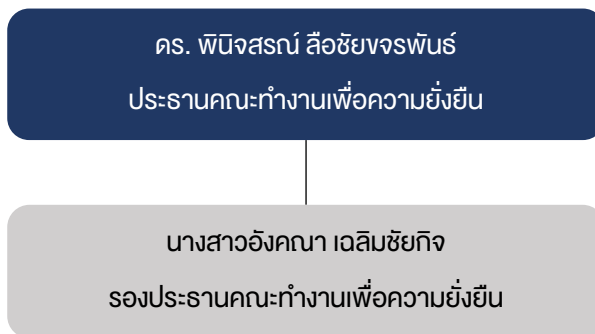 ดร. พินิจสรณ์ ลือชัยขจรพันธ์
ประธานคณะทำงานเพื่อความยั่งยืน
นางสาวอังคณา เฉลิมชัยกิจ
รองประธานคณะทำงานเพื่อความยั่งยืน